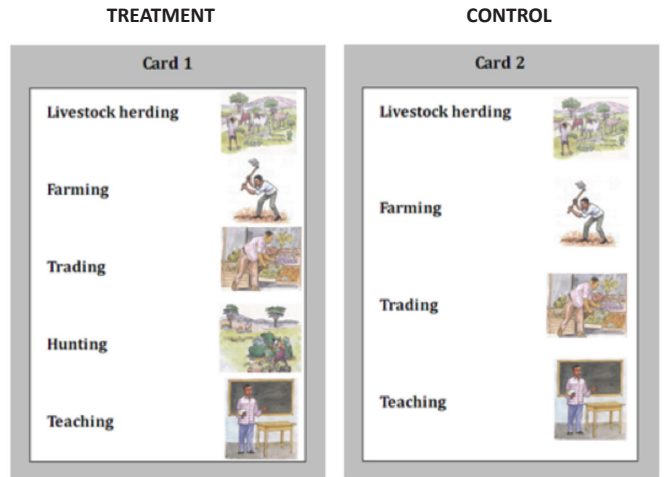 TREATMENT
CONTROL
Card 1
Livestock herding
Farming
Trading
Hunting
Teaching
Card 2
Livestock herding
Farming
Trading
Teaching